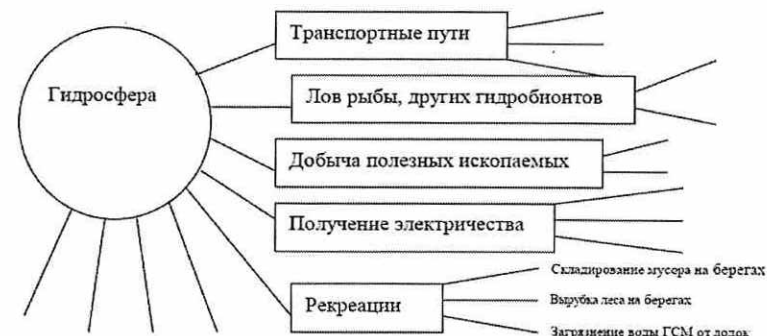 Транспортные пути
Гидросфера
Лов рыбы, других гидробионтов
Добыча полезных ископаемых
Получение электричества
Складирование мусора на берегах
Рекреации
Вырубка леса на берегах
Загрязнение воды ГСМ от лодок